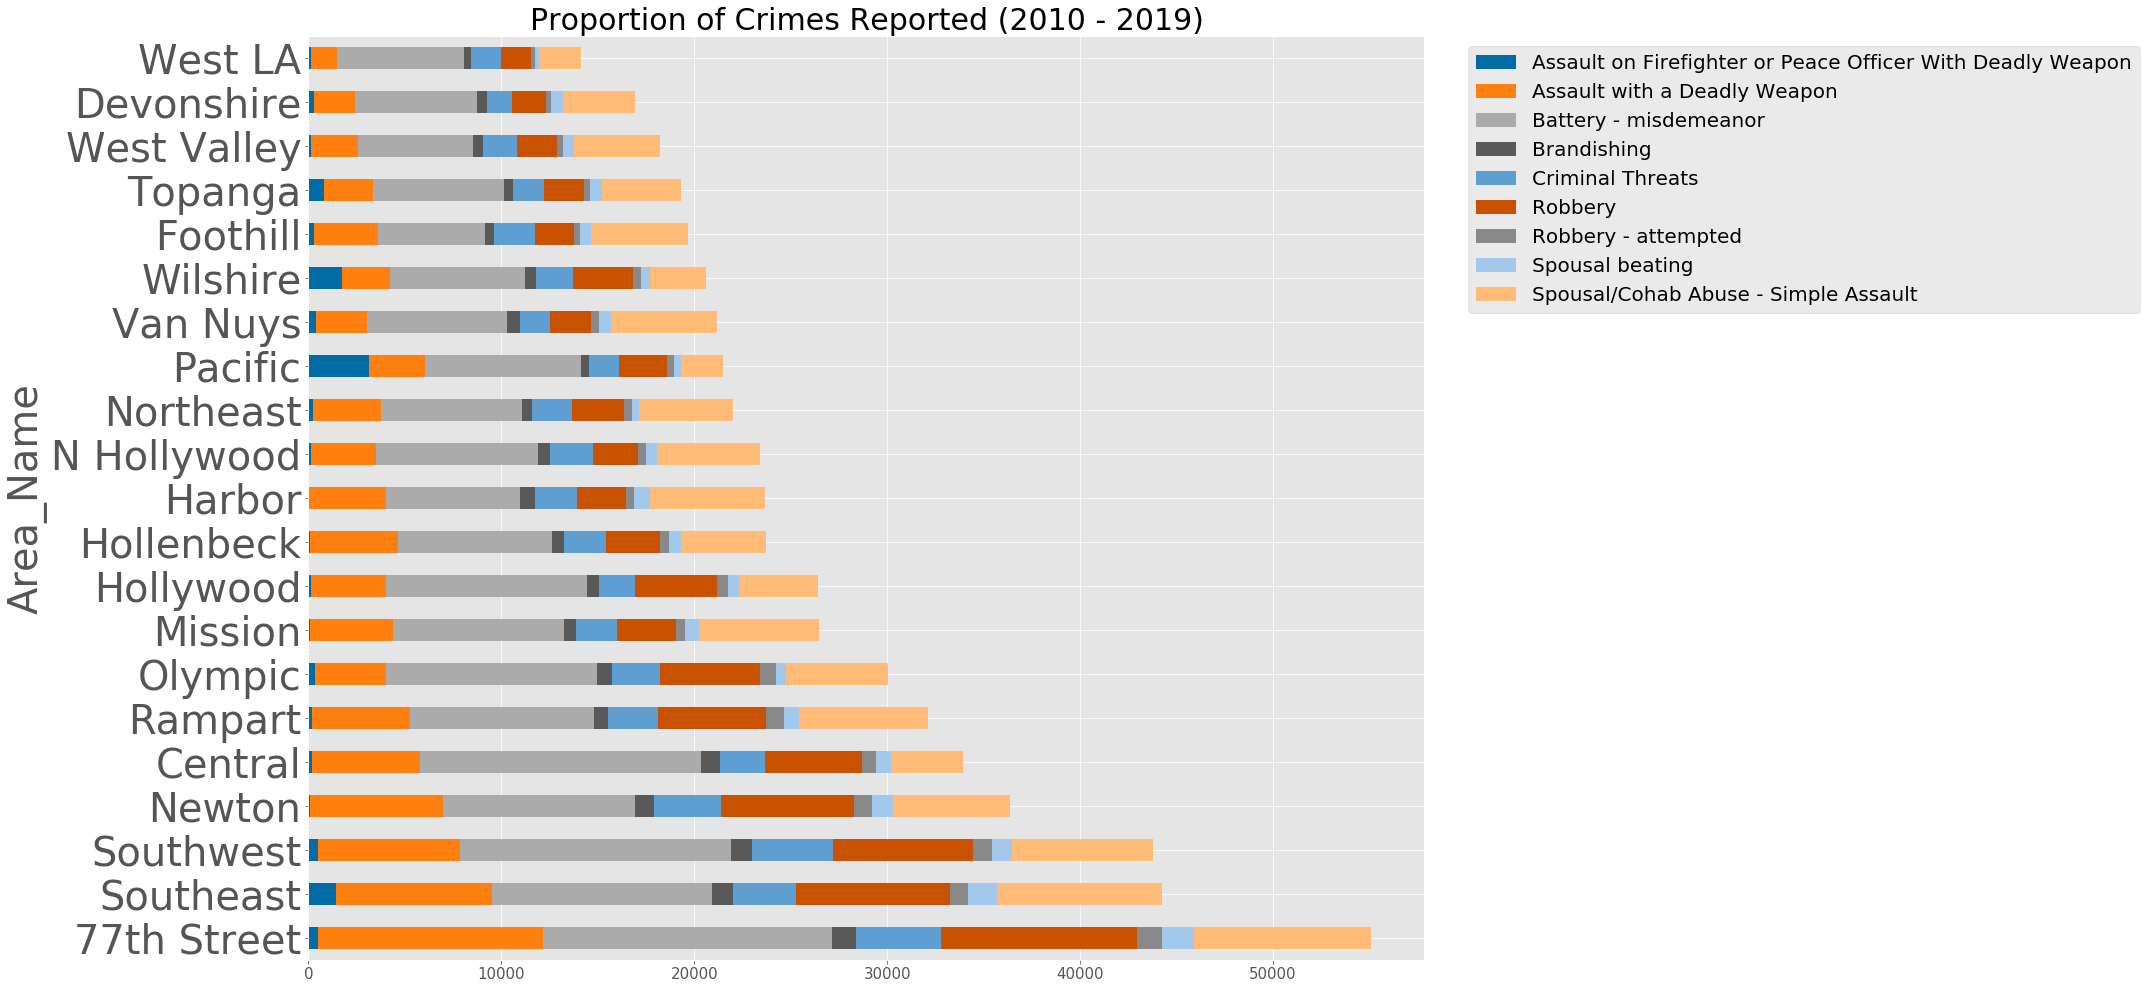 Proportion of Crimes Reported (2010 - 2019)
Area_Name
West LA
Devonshire
West Valley
Topanga
Foothill
Wilshire
Van Nuys
Pacific
Northeast
N Hollywood
Harbor
Hollenbeck
Hollywood
Mission
Olympic
Rampart
Central
Newton
Southwest
Southeast
77th Street
0 10000 20000 30000 40000 50000
Assault on Firefighter or Peace Officer With Deadly Weapon
Assault with a Deadly Weapon
Battery - misdemeanor
Brandishing
Criminal Threats
Robbery
Robbery - attempted
Spousal beating
Spousal/Cohab Abuse - Simple Assault